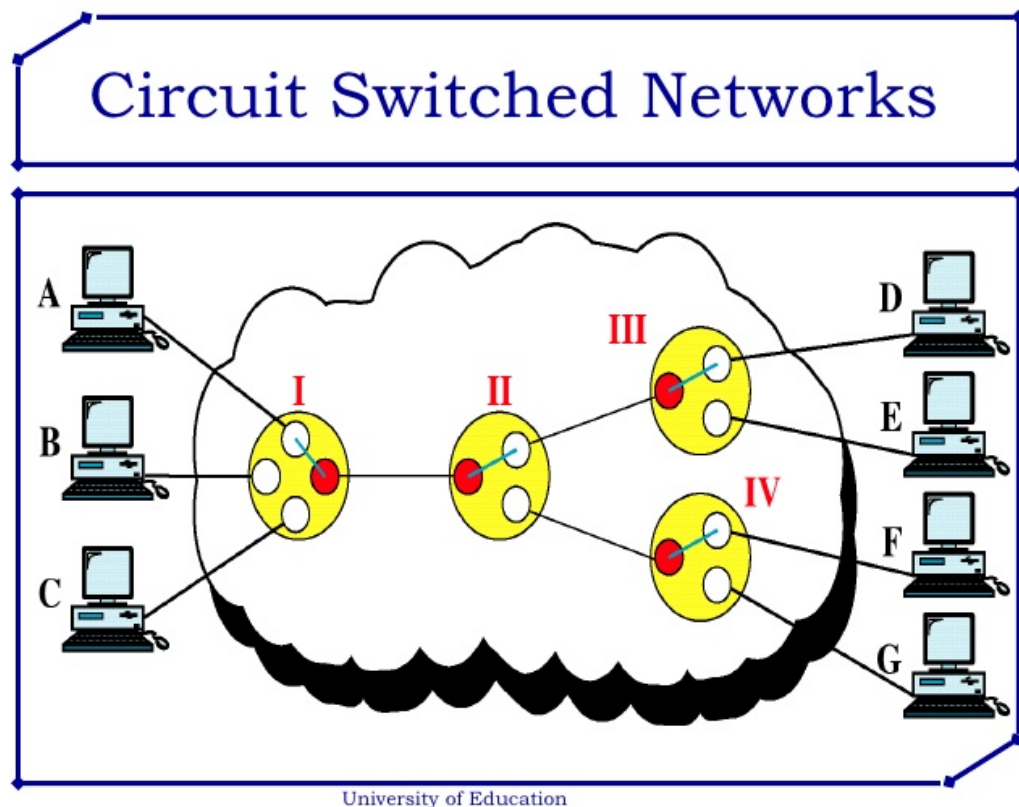 Circuit Switched Networks
A
B
C
I
II
III
IV
D
E
F
G
University of Education